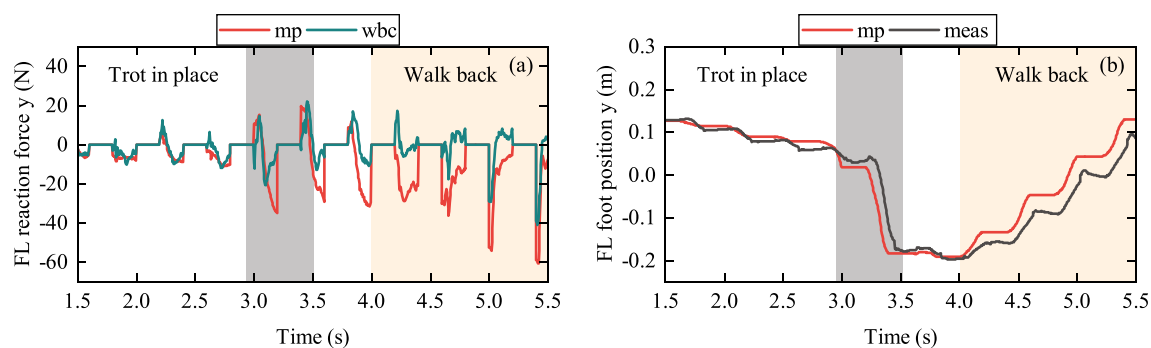 mp wbc
FL reaction force y (N)
40
20
0
-20
-40
-60
Trot in place
Walk back
(a)
1.5 2.0 2.5 3.0 3.5 4.0 4.5 5.0 5.5
Time (s)
mp meas
FL foot position y (m)
0.3
0.2
0.1
0.0
-0.1
-0.2
Trot in place
Walk back
(b)
1.5 2.0 2.5 3.0 3.5 4.0 4.5 5.0 5.5
Time (s)